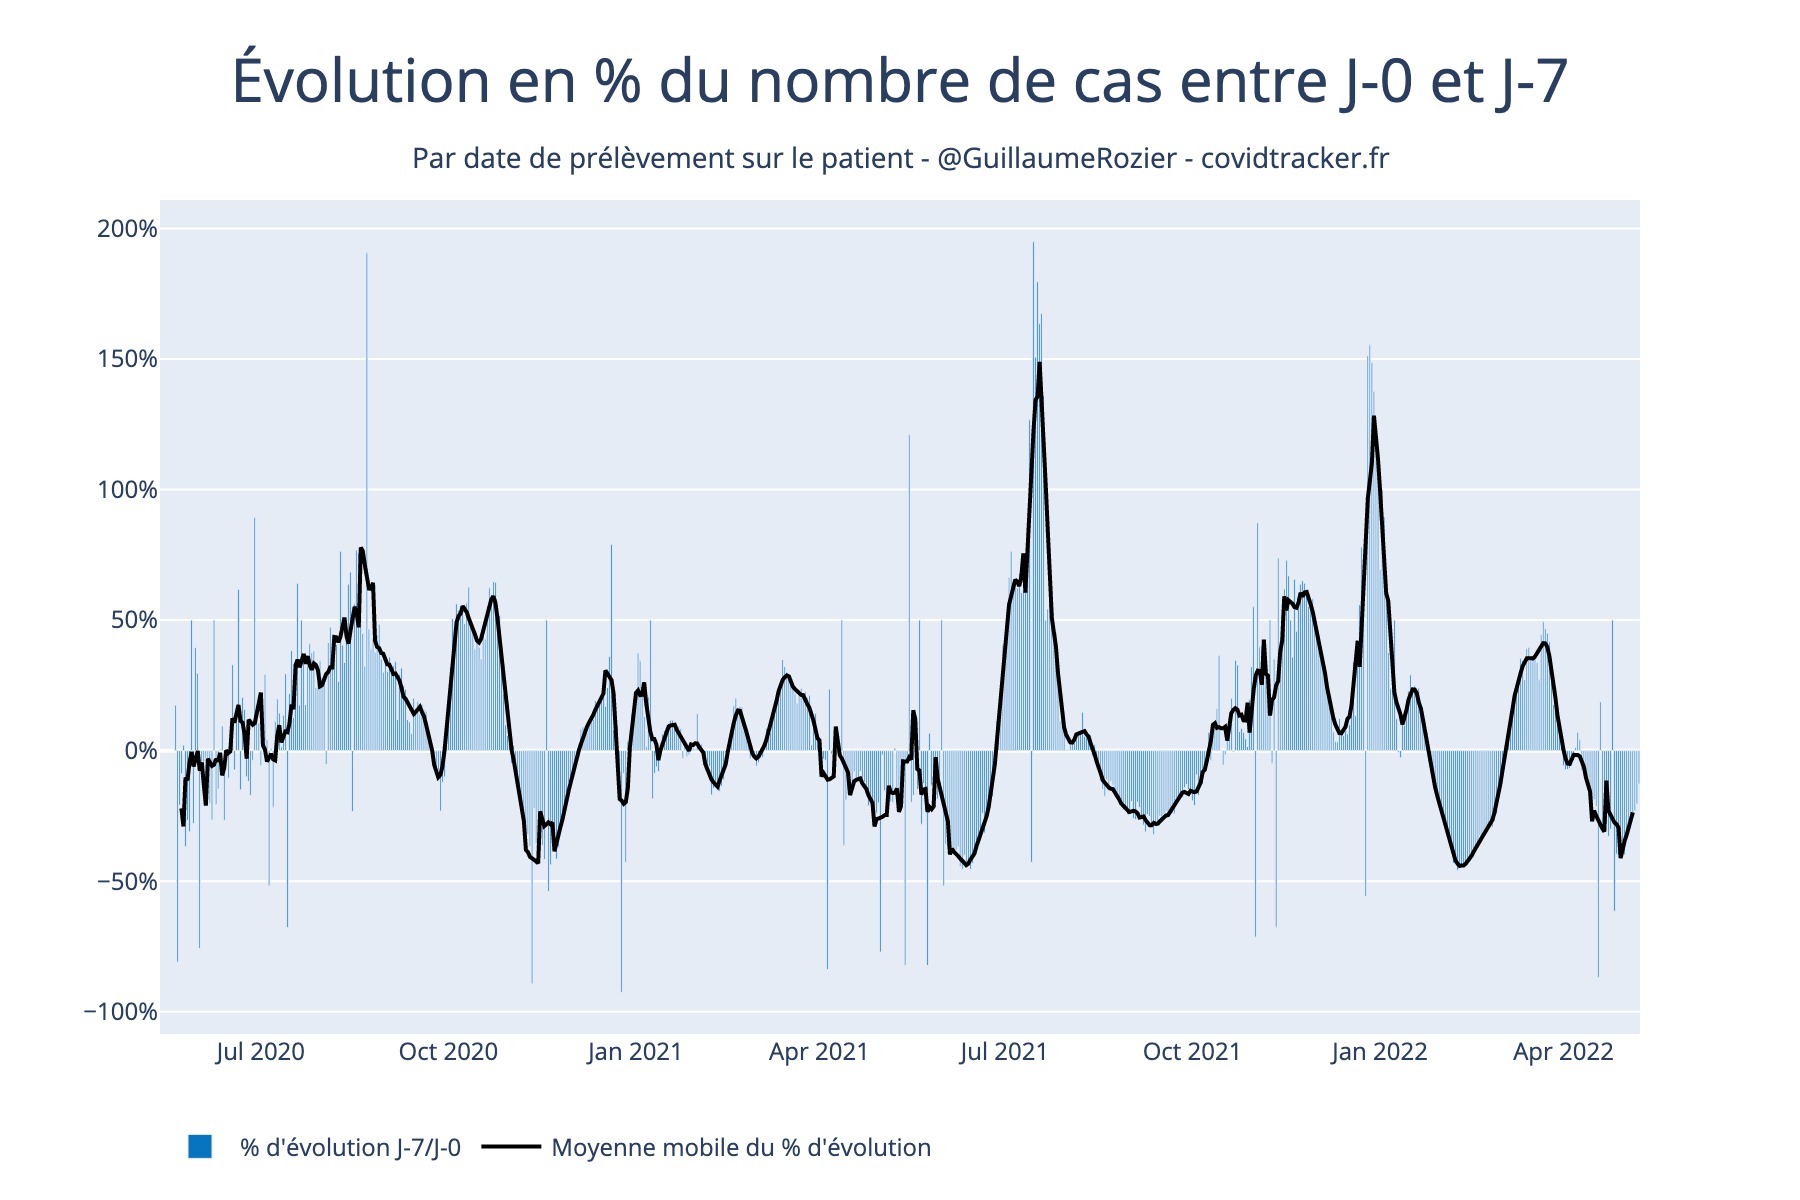 Évolution en % du nombre de cas entre J-0 et J-7
Par date de prélèvement sur le patient - @GuillaumeRozier - covidtracker.fr
200%
150%
100%
50%
0%
−50%
−100%
Jul 2020 Oct 2020 Jan 2021 Apr 2021 Jul 2021 Oct 2021 Jan 2022 Apr 2022
% d'évolution J-7/J-0 Moyenne mobile du % d'évolution